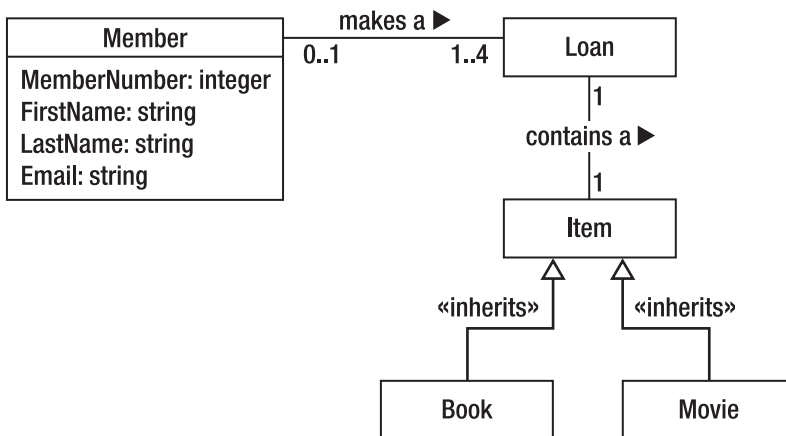 makes a ▶
Member
0..1
1..4
Loan
MemberNumber: integer
FirstName: string
LastName: string
Email: string
1
contains a ▶
1
Item
«inherits»
«inherits»
Book
Movie